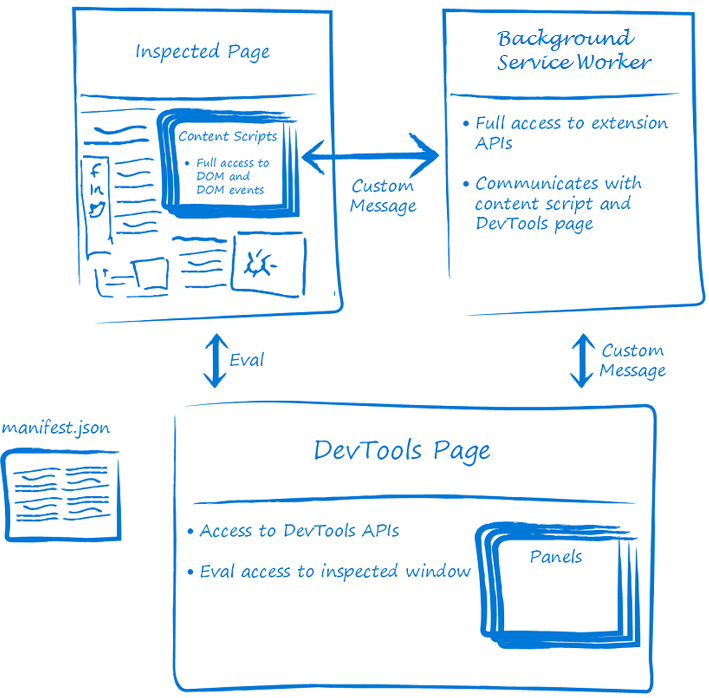 Inspected Page
Content Scripts
• Full access to
DOM and
DOM events
f
in
Background
Service Worker
• Full access to extension
APIs
• Communicates with
content script and
DevTools page
Custom
Message
Eval
Custom
Message
manifest.json
DevTools Page
• Access to DevTools APIs
• Eval access to inspected window
Panels